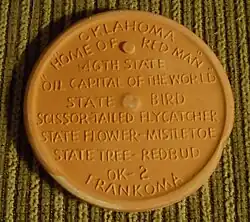 OKLAHOMA
"HOME OF RED MAN"
46TH STATE
OIL CAPITAL OF THE WORLD
STATE BIRD
SCISSOR-TAILED FLYCATCHER
STATE FLOWER-MISTLETOE
STATE TREE-REDBUD
OK-2
FRANKOMA